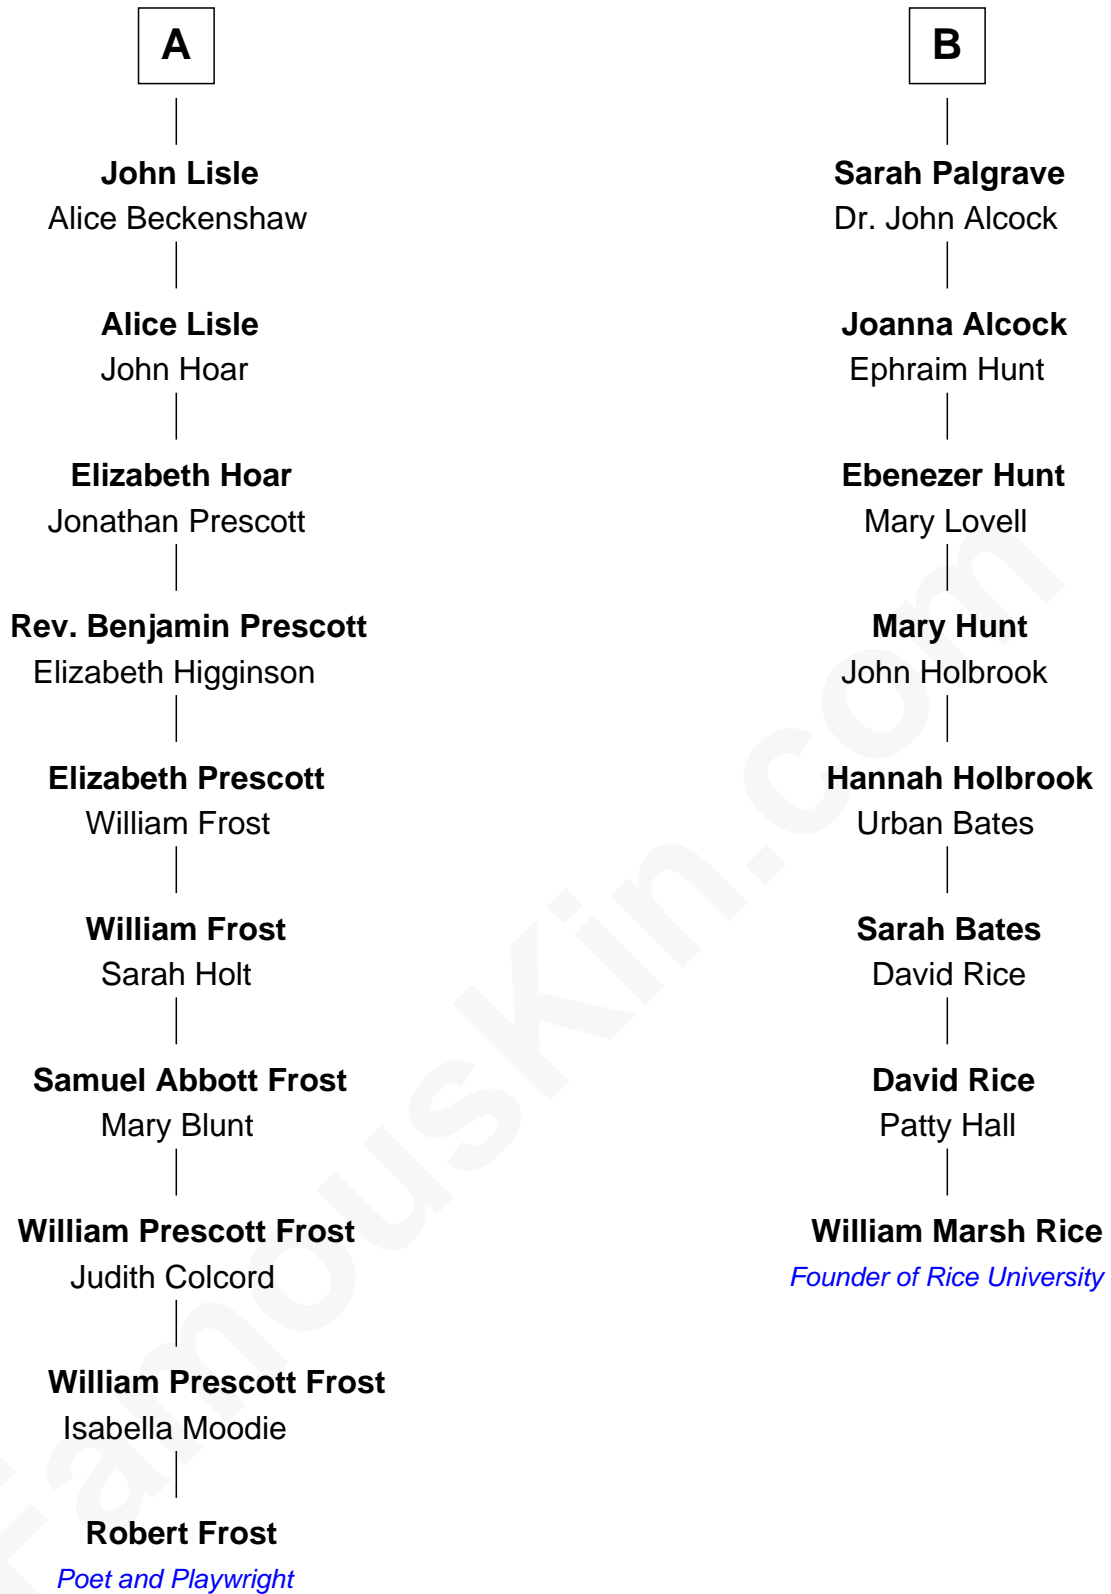 A
John Lisle
Alice Beckenshaw
Alice Lisle
John Hoar
Elizabeth Hoar
Jonathan Prescott
Rev. Benjamin Prescott
Elizabeth Higginson
Elizabeth Prescott
William Frost
William Frost
Sarah Holt
Samuel Abbott Frost
Mary Blunt
William Prescott Frost
Judith Colcord
William Prescott Frost
Isabella Moodie
Robert Frost
Poet and Playwright
B
Sarah Palgrave
Dr. John Alcock
Joanna Alcock
Ephraim Hunt
Ebenezer Hunt
Mary Lovell
Mary Hunt
John Holbrook
Hannah Holbrook
Urban Bates
Sarah Bates
David Rice
David Rice
Patty Hall
William Marsh Rice
Founder of Rice University
FamousKin.com